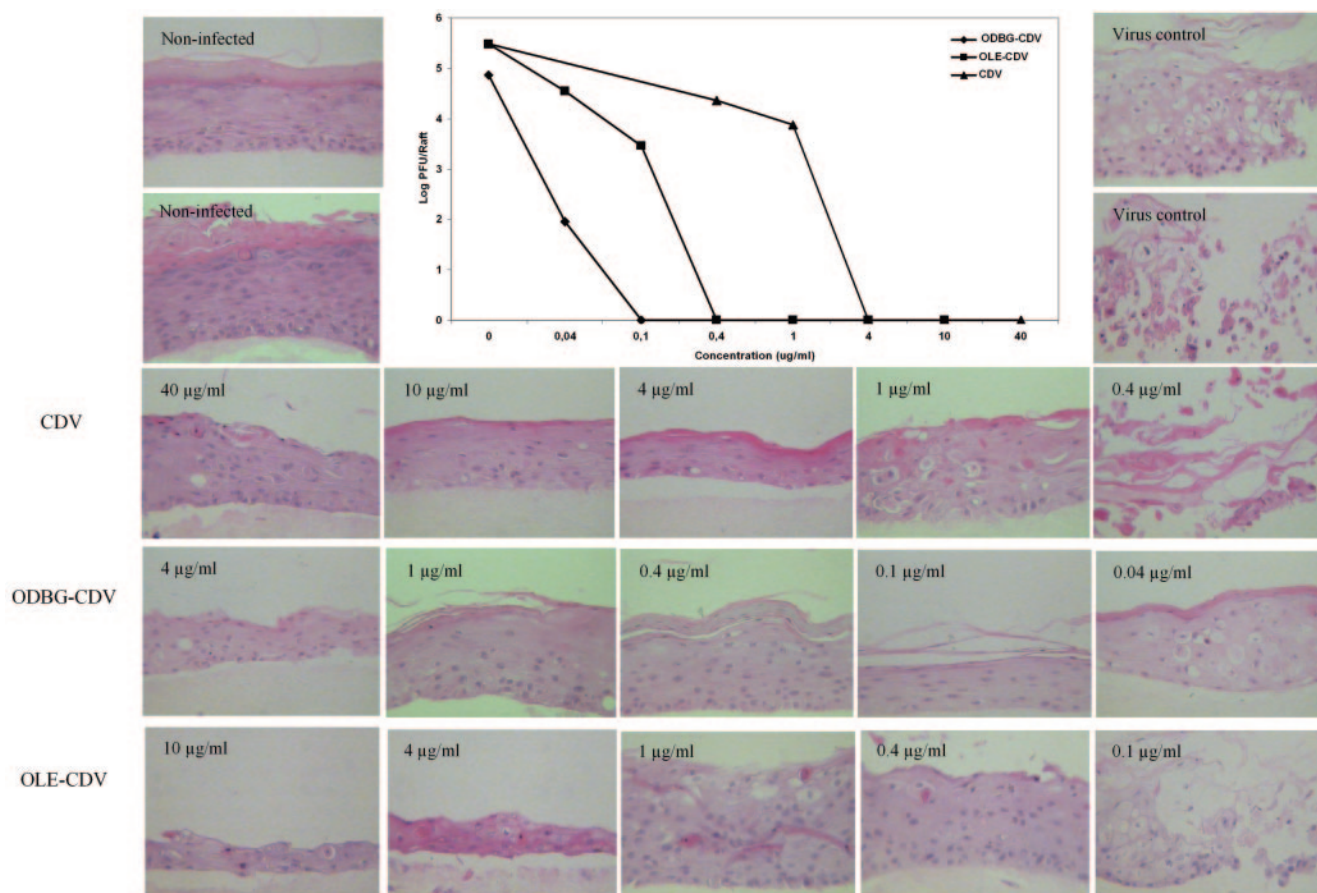 Non-infected
6
5
4
3
2
1
0
Log PFU/Raft
ODBG-CDV
OLE-CDV
CDV
0 0,04 0,1 0,4 1 4 10 40
Concentration (ug/ml)
Virus control
Non-infected
Virus control
CDV
40 µg/ml
10 µg/ml
4 µg/ml
1 µg/ml
0.4 µg/ml
ODBG-CDV
4 µg/ml
1 µg/ml
0.4 µg/ml
0.1 µg/ml
0.04 µg/ml
OLE-CDV
10 µg/ml
4 µg/ml
1 µg/ml
0.4 µg/ml
0.1 µg/ml